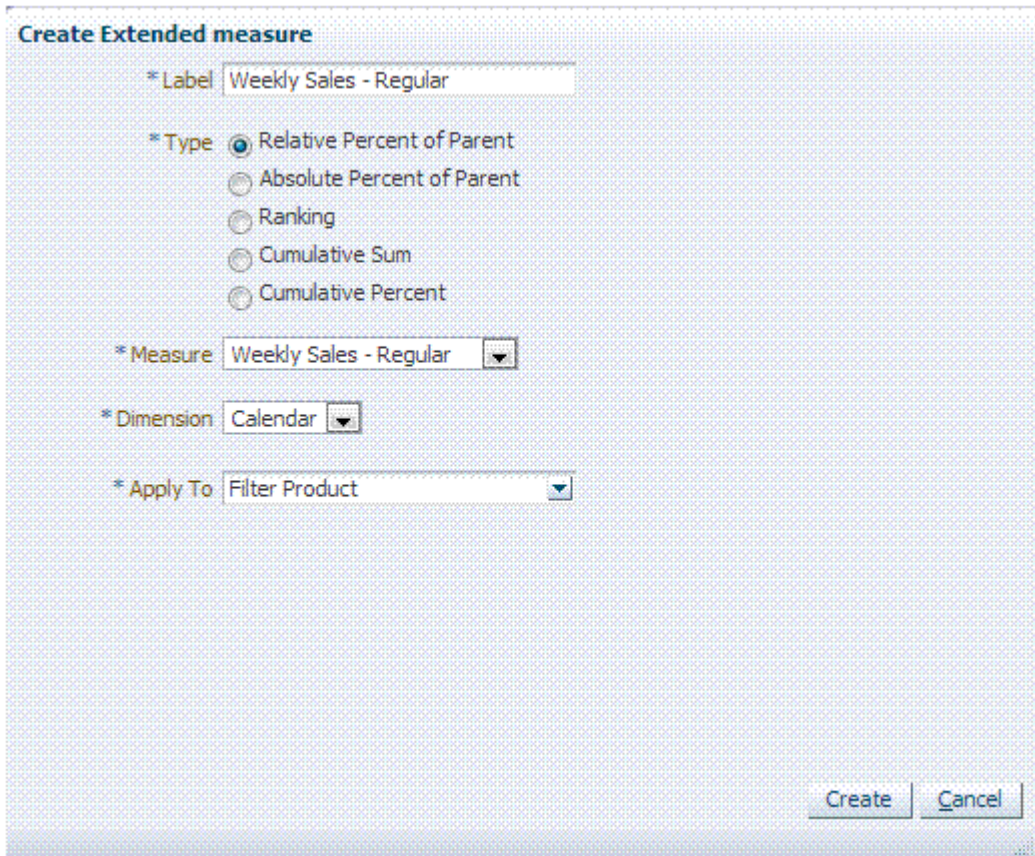 Create Extended measure
* Label Weekly Sales - Regular
* Type Relative Percent of Parent
Absolute Percent of Parent
Ranking
Cumulative Sum
Cumulative Percent
* Measure Weekly Sales - Regular
* Dimension Calendar
* Apply To Filter Product
Create Cancel